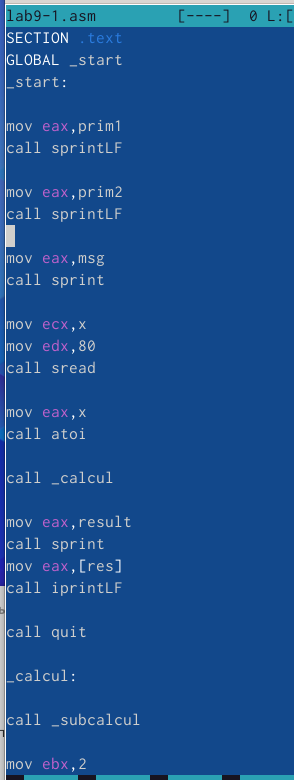 lab9-1.asm [----] 0 L:[
SECTION .text
GLOBAL _start
_start:
mov eax,prim1
call sprintLF
mov eax,prim2
call sprintLF
mov eax,msg
call sprint
mov ecx,x
mov edx,80
call sread
mov eax,x
call atoi
call _calcul
mov eax,result
call sprint
mov eax,[res]
call iprintLF
call quit
_calcul:
call _subcalcul
mov ebx,2